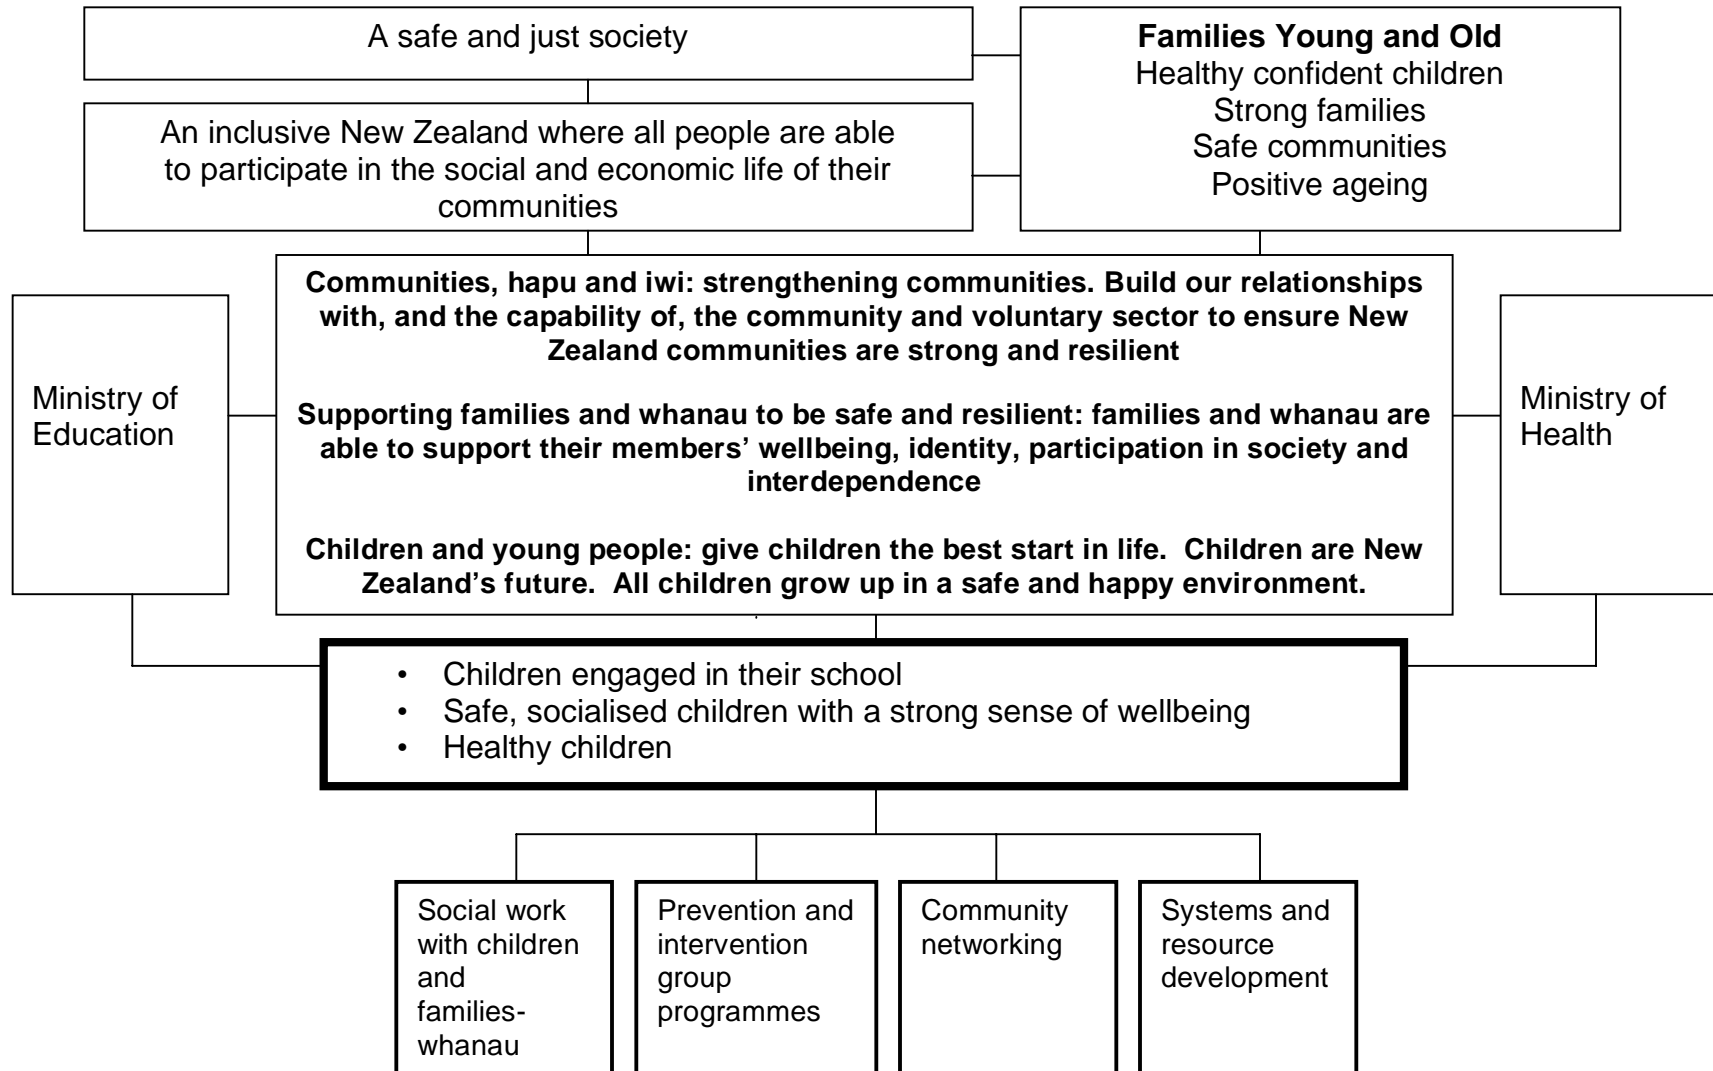 A safe and just society
Families Young and Old
Healthy confident children
Strong families
Safe communities
Positive ageing
An inclusive New Zealand where all people are able
to participate in the social and economic life of their
communities
Communities, hapu and iwi: strengthening communities. Build our relationships
with, and the capability of, the community and voluntary sector to ensure New
Zealand communities are strong and resilient
Supporting families and whanau to be safe and resilient: families and whanau are
able to support their members’ wellbeing, identity, participation in society and
interdependence
Children and young people: give children the best start in life.  Children are New
Zealand’s future.  All children grow up in a safe and happy environment.
Ministry of
Education
Ministry of
Health
• Children engaged in their school
• Safe, socialised children with a strong sense of wellbeing
• Healthy children
Social work
with children
and
families-
whanau
Prevention and
intervention
group
programmes
Community
networking
Systems and
resource
development